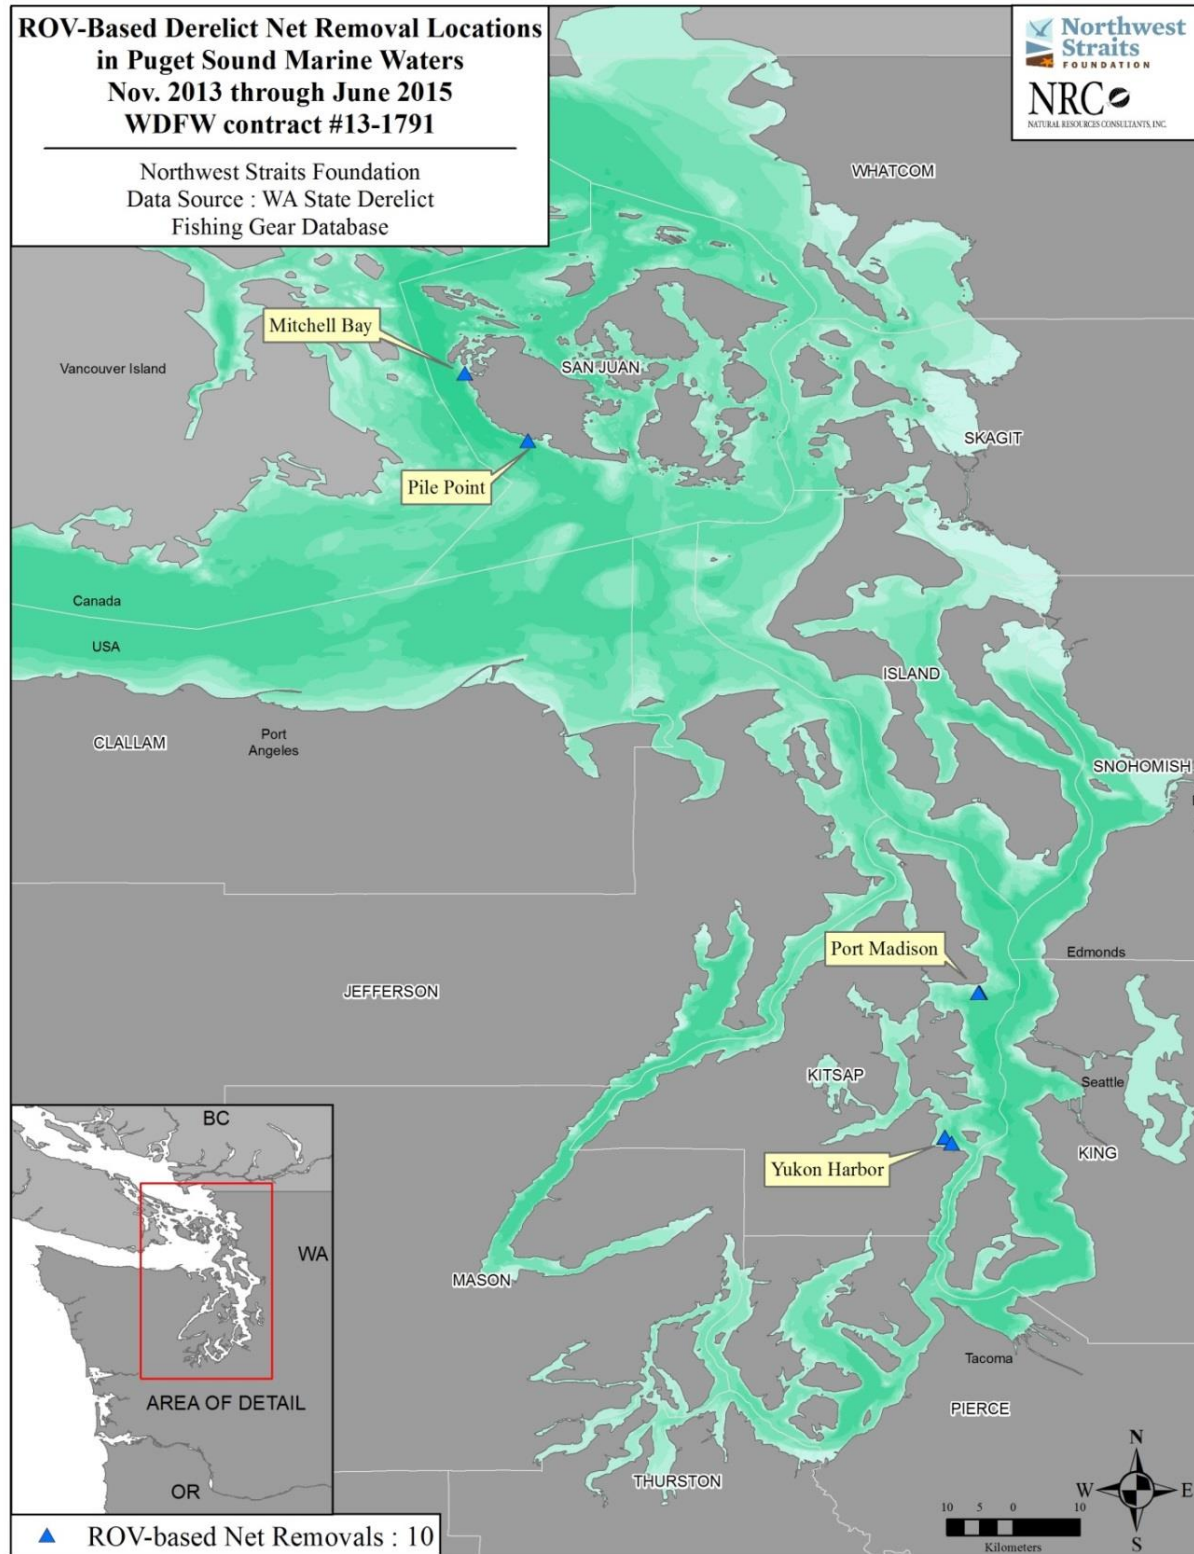 ROV-Based Derelict Net Removal Locations
in Puget Sound Marine Waters
Nov. 2013 through June 2015
WDFW contract #13-1791
Northwest Straits Foundation
Data Source : WA State Derelict
Fishing Gear Database
Northwest
Straits
FOUNDATION
NRC
NATURAL RESOURCES CONSULTANTS, INC.
WHATCOM
Mitchell Bay
Vancouver Island
SAN JUAN
SKAGIT
Pile Point
Canada
USA
ISLAND
CLALLAM
Port
Angeles
SNOHOMISH
Port Madison
Edmonds
JEFFERSON
KITSAP
Seattle
KING
Yukon Harbor
BC
WA
MASON
Tacoma
AREA OF DETAIL
PIERCE
OR
THURSTON
N
W
E
S
10 5 0 10
Kilometers
ROV-based Net Removals : 10